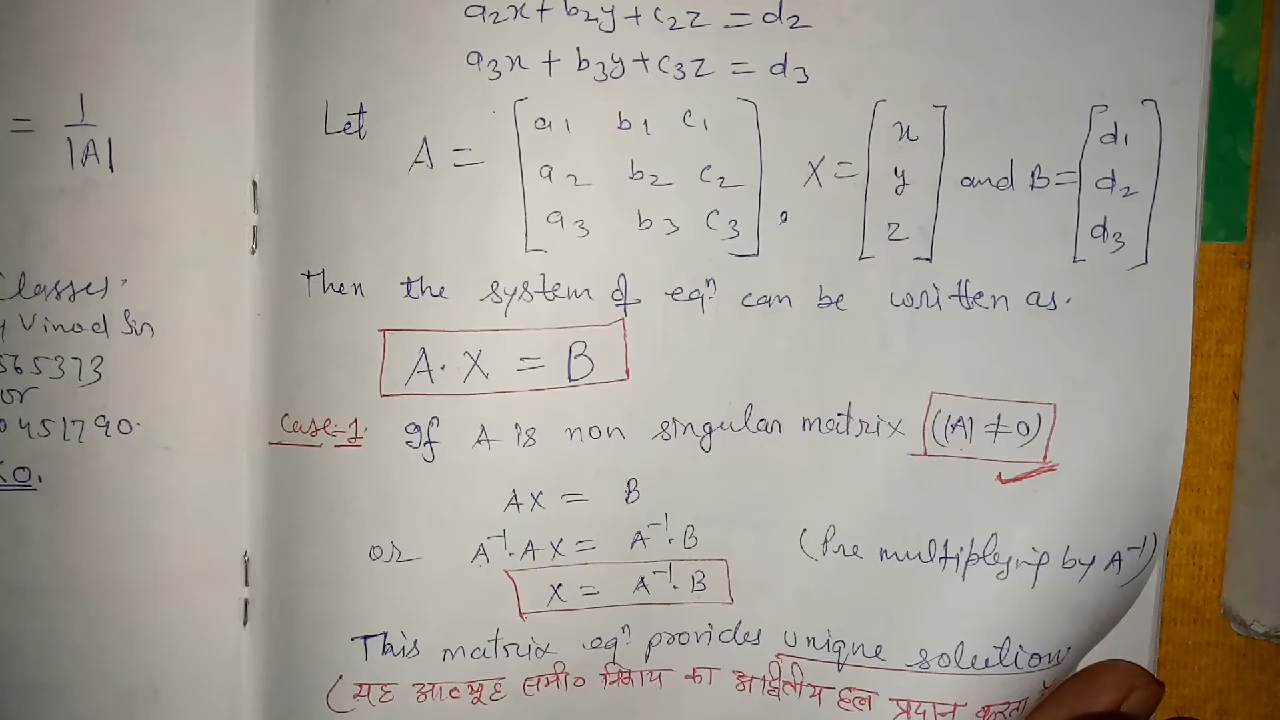 = 1/|A|
Classes
Vinod Sir
565373
or
0451790.
a2x + b2y + c2z = d2
a3x + b3y + c3z = d3
Let A = [a1 b1 c1
a2 b2 c2
a3 b3 c3], X = [x
y
z] and B = [d1
d2
d3]
Then the system of eqn can be written as.
A. X = B
Case-1. If A is non singular matrix (|A| ≠ 0)
AX = B
or A⁻¹.AX = A⁻¹.B (Pre multiplying by A⁻¹)
X = A⁻¹.B
This matrix eqn provides unique solution
(यह आव्यूह समी० निकाय का अद्वितीय हल प्रदान करता